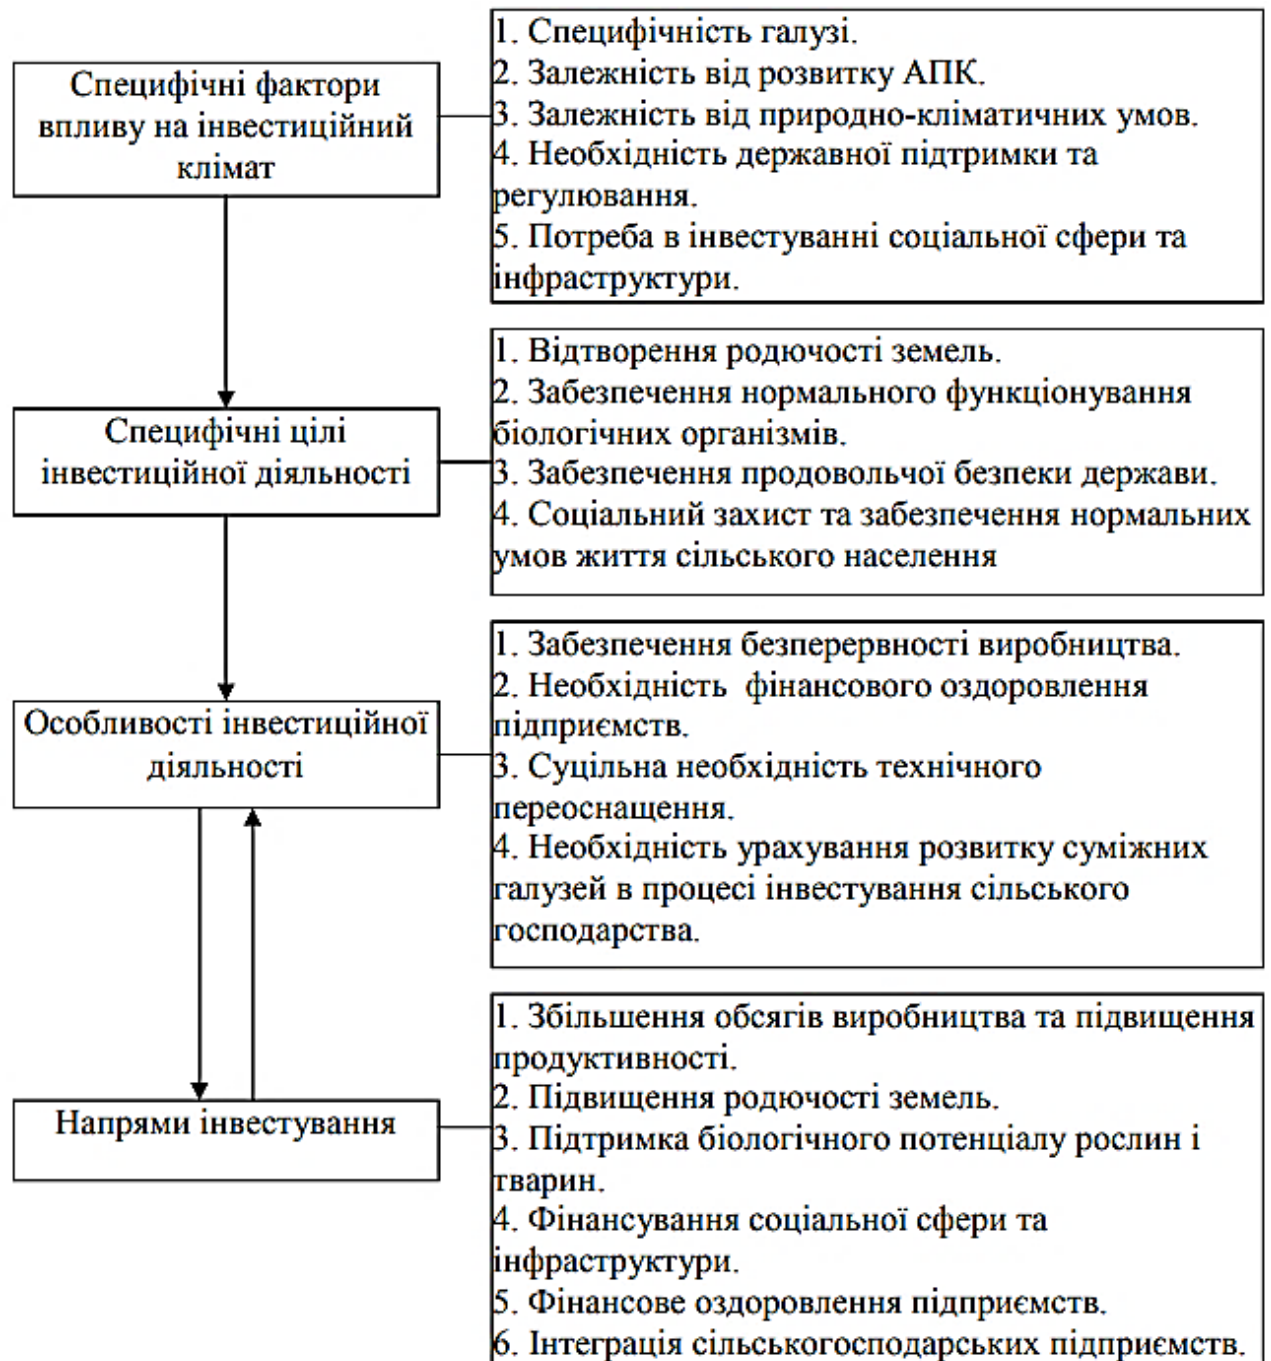 Специфічні фактори
впливу на інвестиційний
клімат
1. Специфічність галузі.
2. Залежність від розвитку АПК.
3. Залежність від природно-кліматичних умов.
4. Необхідність державної підтримки та
регулювання.
5. Потреба в інвестуванні соціальної сфери та
інфраструктури.
Специфічні цілі
інвестиційної діяльності
1. Відтворення родючості земель.
2. Забезпечення нормального функціонування
біологічних організмів.
3. Забезпечення продовольчої безпеки держави.
4. Соціальний захист та забезпечення нормальних
умов життя сільського населення
Особливості інвестиційної
діяльності
1. Забезпечення безперервності виробництва.
2. Необхідність фінансового оздоровлення
підприємств.
3. Суцільна необхідність технічного
переоснащення.
4. Необхідність урахування розвитку суміжних
галузей в процесі інвестування сільського
господарства.
Напрями інвестування
1. Збільшення обсягів виробництва та підвищення
продуктивності.
2. Підвищення родючості земель.
3. Підтримка біологічного потенціалу рослин і
тварин.
4. Фінансування соціальної сфери та
інфраструктури.
5. Фінансове оздоровлення підприємств.
6. Інтеграція сільськогосподарських підприємств.